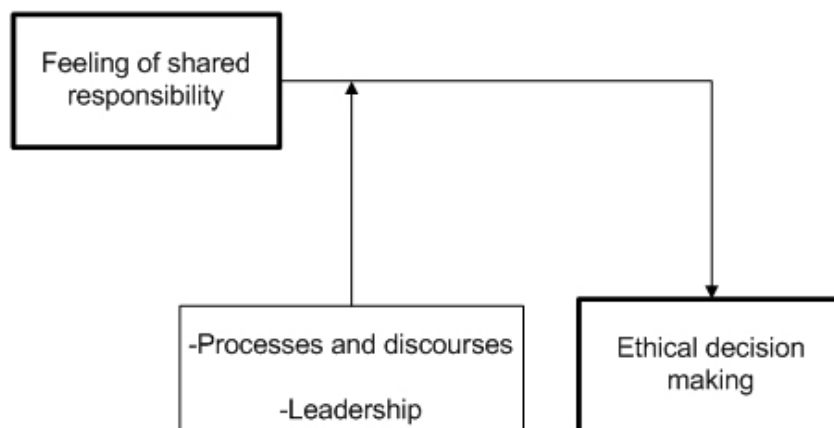 Feeling of shared
responsibility
-Processes and discourses
-Leadership
Ethical decision
making